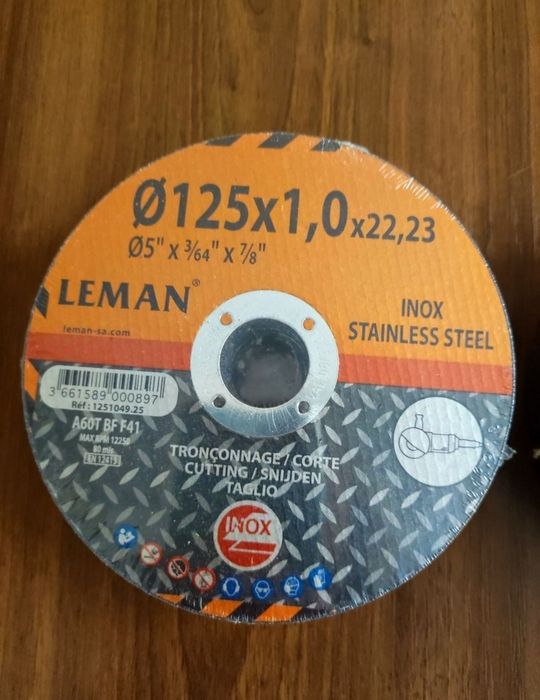 Ø125x1,0x22,23
Ø5" x 3/64" x 7/8"
LEMAN®
leman-sa.com
INOX
STAINLESS STEEL
3 661589 000897
Réf : 1251049.25
A60T BF F41
MAX RPM 12250
80 m/s
EN 12413
TRONÇONNAGE / CORTE
CUTTING / SNIJDEN
TAGLIO
INOX